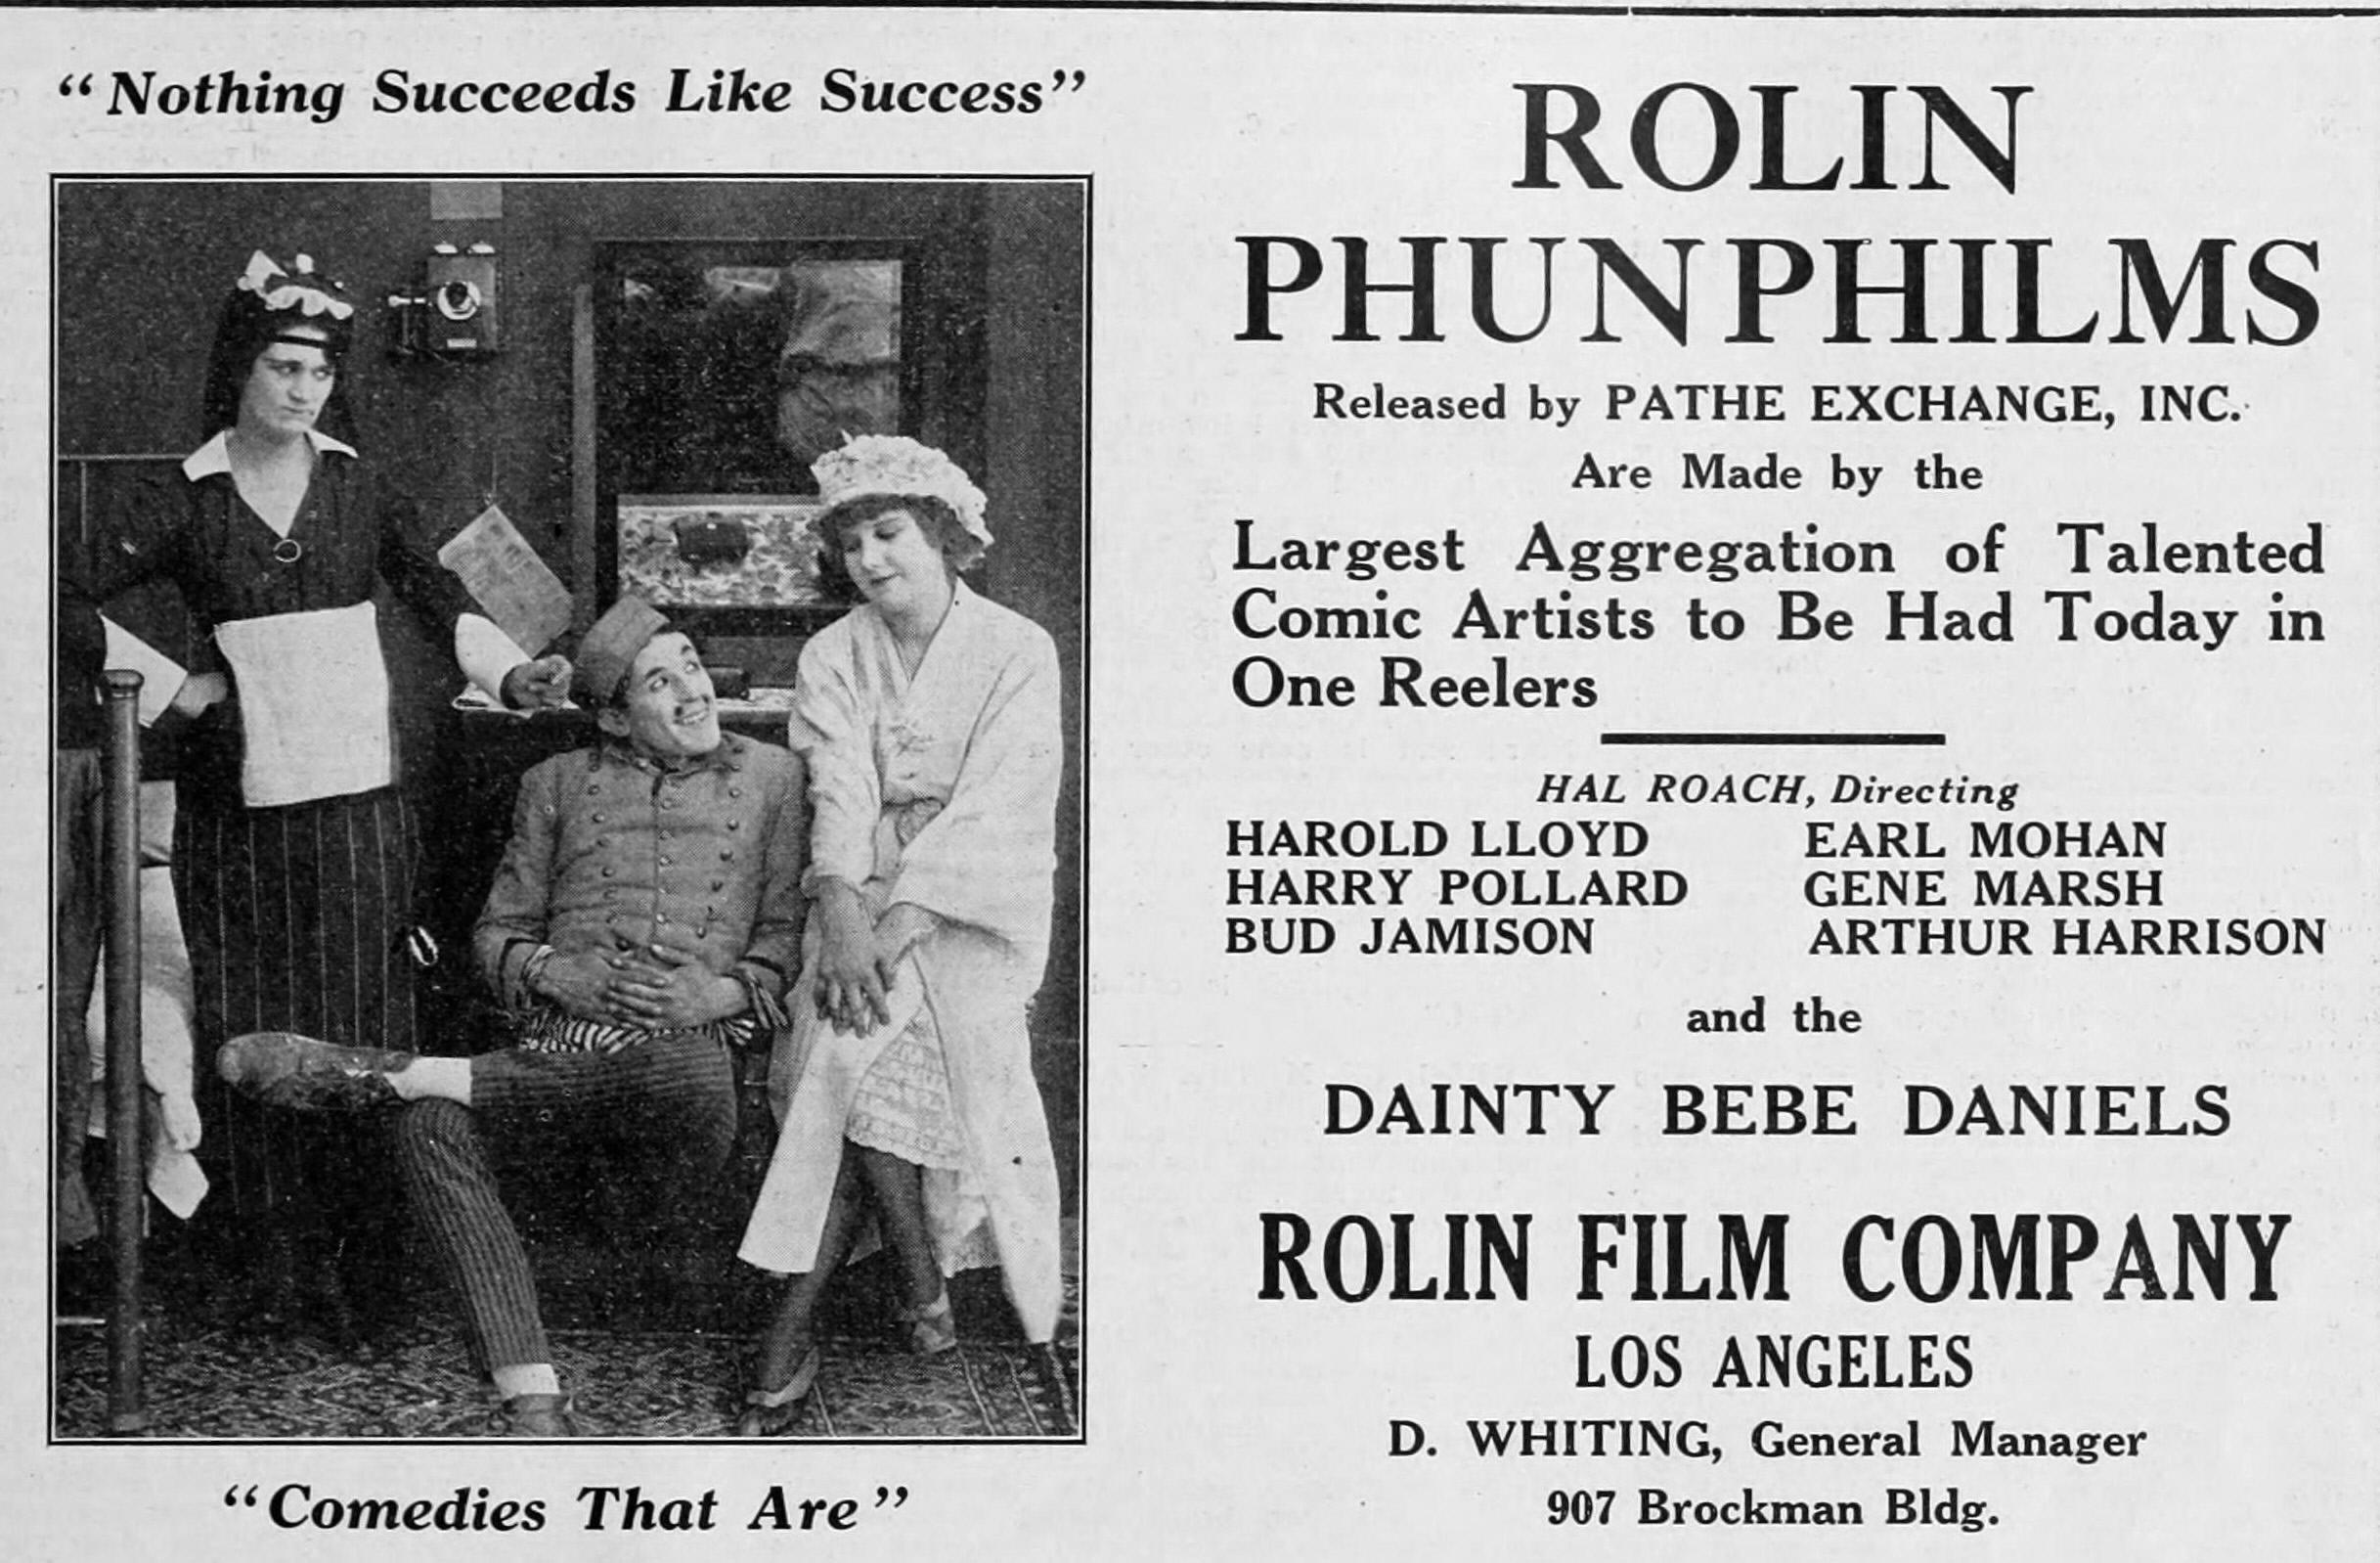 “Nothing Succeeds Like Success”
“Comedies That Are”
ROLIN
PHUNPHILMS
Released by PATHE EXCHANGE, INC.
Are Made by the
Largest Aggregation of Talented
Comic Artists to Be Had Today in
One Reelers
HAL ROACH, Directing
HAROLD LLOYD EARL MOHAN
HARRY POLLARD GENE MARSH
BUD JAMISON ARTHUR HARRISON
and the
DAINTY BEBE DANIELS
ROLIN FILM COMPANY
LOS ANGELES
D. WHITING, General Manager
907 Brockman Bldg.